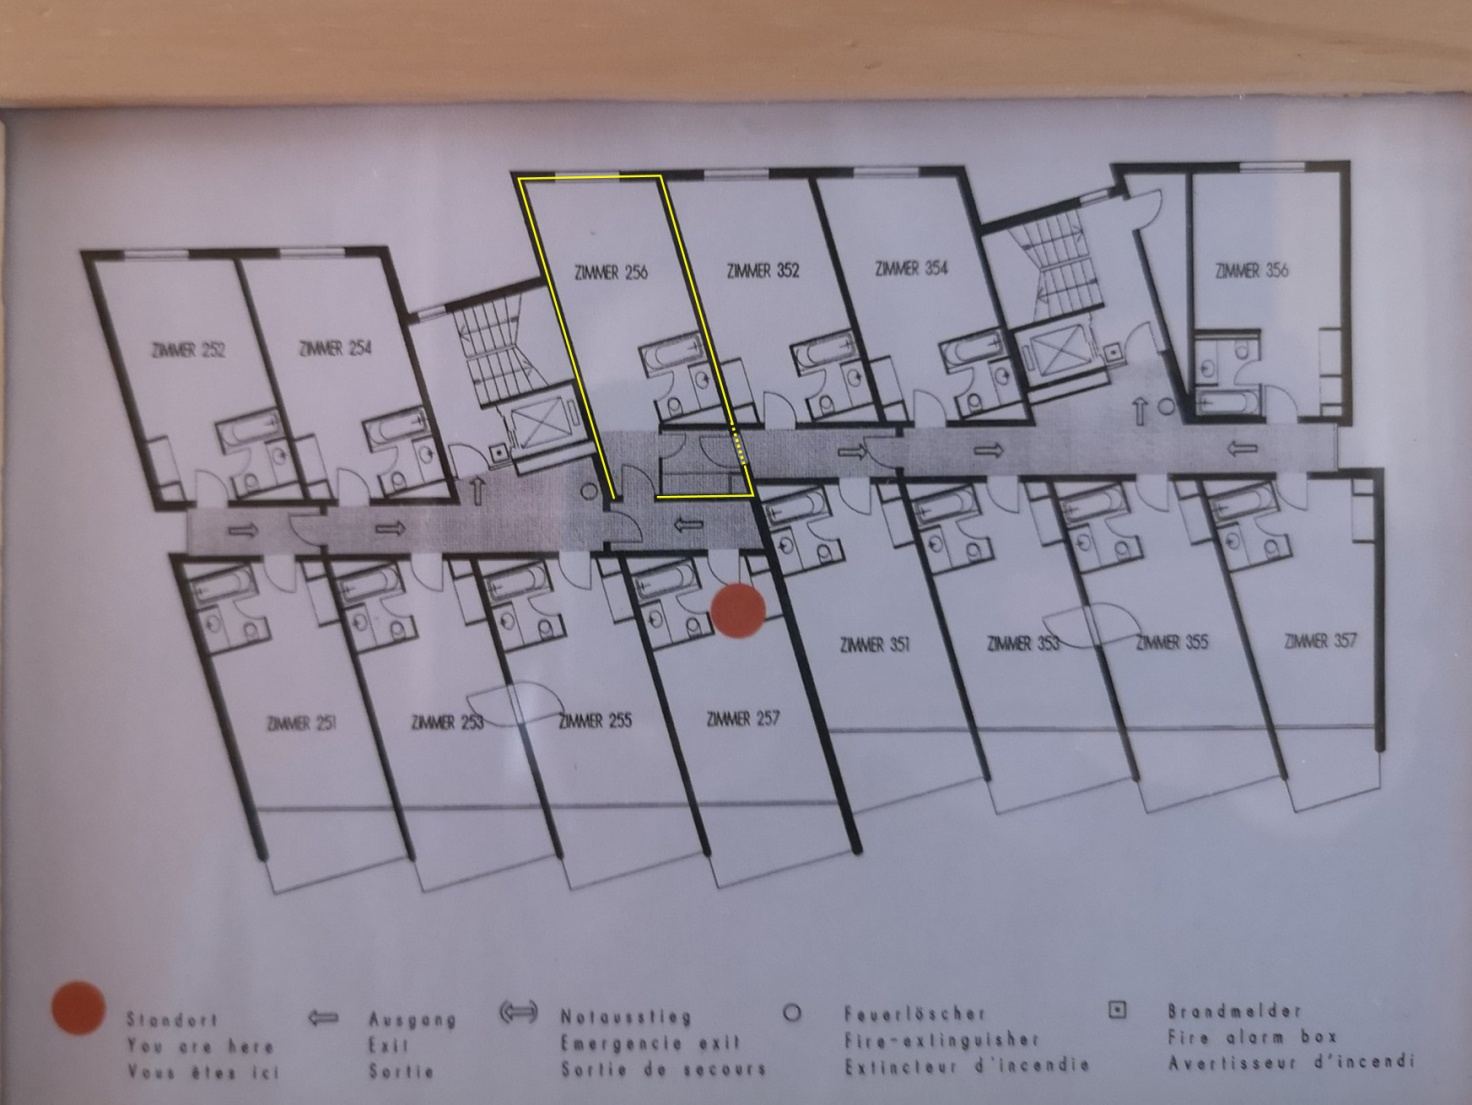 ZIMMER 256
ZIMMER 352
ZIMMER 354
ZIMMER 356
ZIMMER 252
ZIMMER 254
ZIMMER 351
ZIMMER 353
ZIMMER 355
ZIMMER 357
ZIMMER 251
ZIMMER 253
ZIMMER 255
ZIMMER 257
Standort
You are here
Vous êtes ici
Ausgang
Exit
Sortie
Notausstieg
Emergencie exit
Sortie de secours
Feuerlöscher
Fire-extinguisher
Extincteur d'incendie
Brandmelder
Fire alarm box
Avertisseur d'incendi